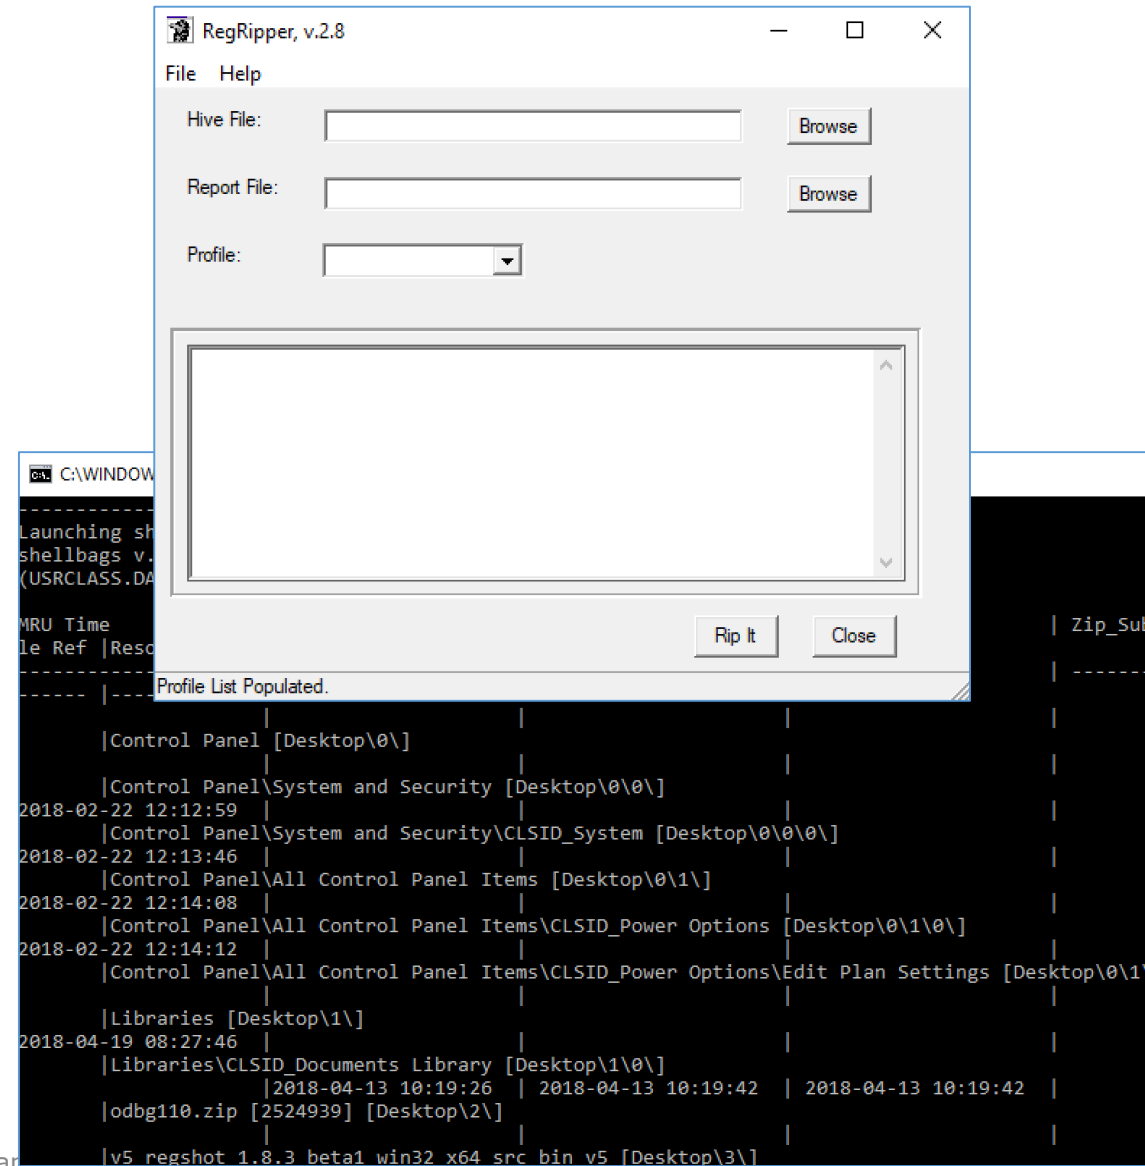 RegRipper, v.2.8
File Help
Hive File:
Browse
Report File:
Browse
Profile:
Rip It
Close
Profile List Populated.
C:\WINDOW
--------------------
Launching sh
shellbags v.
(USRCLASS.DA
MRU Time | Zip_Sub
le Ref |Reso
------------ | -------
------ |----
| | | |
|Control Panel [Desktop\0\]
| | | |
|Control Panel\System and Security [Desktop\0\0\]
2018-02-22 12:12:59 | | | |
|Control Panel\System and Security\CLSID_System [Desktop\0\0\0\]
2018-02-22 12:13:46 | | | |
|Control Panel\All Control Panel Items [Desktop\0\1\]
2018-02-22 12:14:08 | | | |
|Control Panel\All Control Panel Items\CLSID_Power Options [Desktop\0\1\0\]
2018-02-22 12:14:12 | | | |
|Control Panel\All Control Panel Items\CLSID_Power Options\Edit Plan Settings [Desktop\0\1\
| | | |
|Libraries [Desktop\1\]
2018-04-19 08:27:46 | | | |
|Libraries\CLSID_Documents Library [Desktop\1\0\]
|2018-04-13 10:19:26 | 2018-04-13 10:19:42 | 2018-04-13 10:19:42 |
|odbg110.zip [2524939] [Desktop\2\]
| | | |
|v5 regshot 1.8.3 beta1 win32 x64 src bin v5 [Desktop\3\]